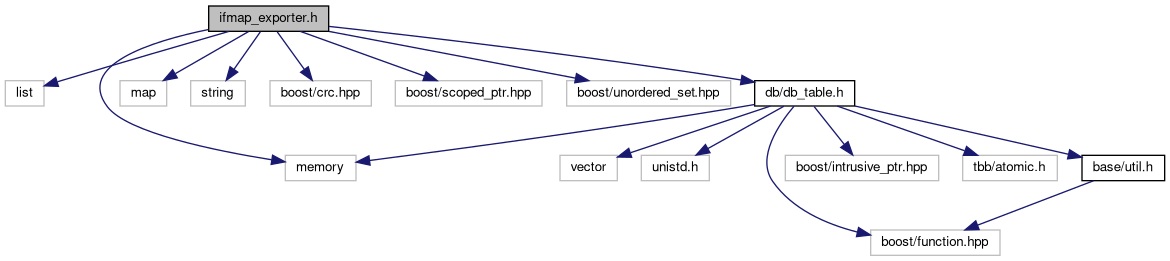 ifmap_exporter.h
list
map
string
boost/crc.hpp
boost/scoped_ptr.hpp
boost/unordered_set.hpp
db/db_table.h
memory
vector
unistd.h
boost/intrusive_ptr.hpp
tbb/atomic.h
base/util.h
boost/function.hpp